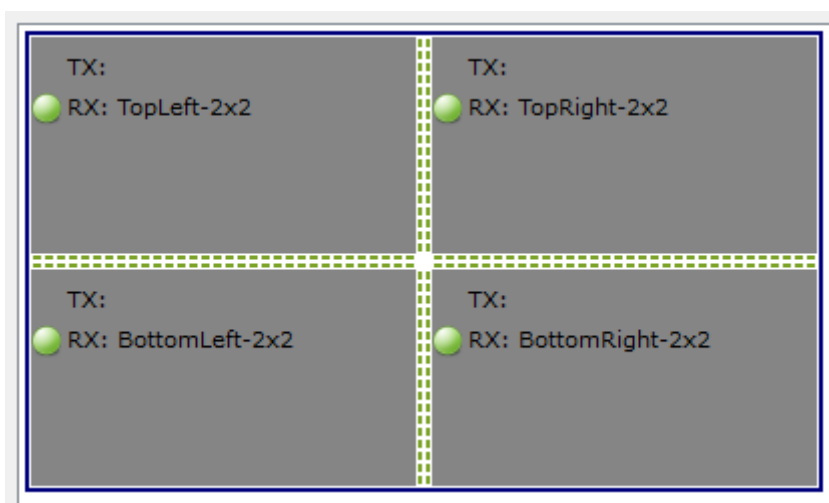 TX:
RX: TopLeft-2x2
TX:
RX: TopRight-2x2
TX:
RX: BottomLeft-2x2
TX:
RX: BottomRight-2x2